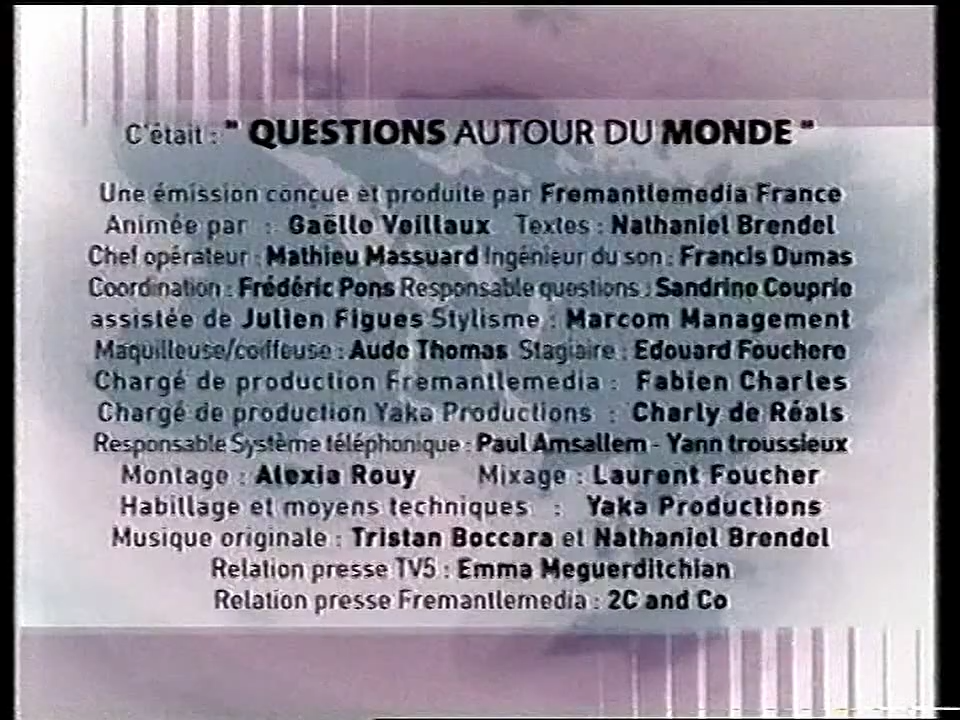 C'était : " QUESTIONS AUTOUR DU MONDE "
Une émission conçue et produite par Fremantlemedia France
Animée par : Gaëlle Veillaux Textes : Nathaniel Brendel
Chef opérateur : Mathieu Massuard Ingénieur du son : Francis Dumas
Coordination : Frédéric Pons Responsable questions : Sandrine Couprie
assistée de Julien Figues Stylisme : Marcom Management
Maquilleuse/coiffeuse : Aude Thomas Stagiaire : Edouard Fouchere
Chargé de production Fremantlemedia : Fabien Charles
Chargé de production Yaka Productions : Charly de Réals
Responsable Système téléphonique : Paul Amsallem - Yann troussieux
Montage : Alexia Rouy Mixage : Laurent Foucher
Habillage et moyens techniques : Yaka Productions
Musique originale : Tristan Boccara et Nathaniel Brendel
Relation presse TV5 : Emma Meguerditchian
Relation presse Fremantlemedia : 2C and Co